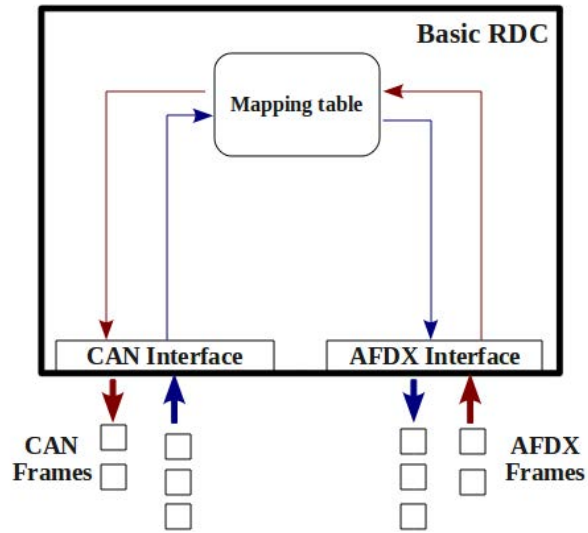 Basic RDC
Mapping table
CAN Interface
AFDX Interface
CAN
Frames
AFDX
Frames